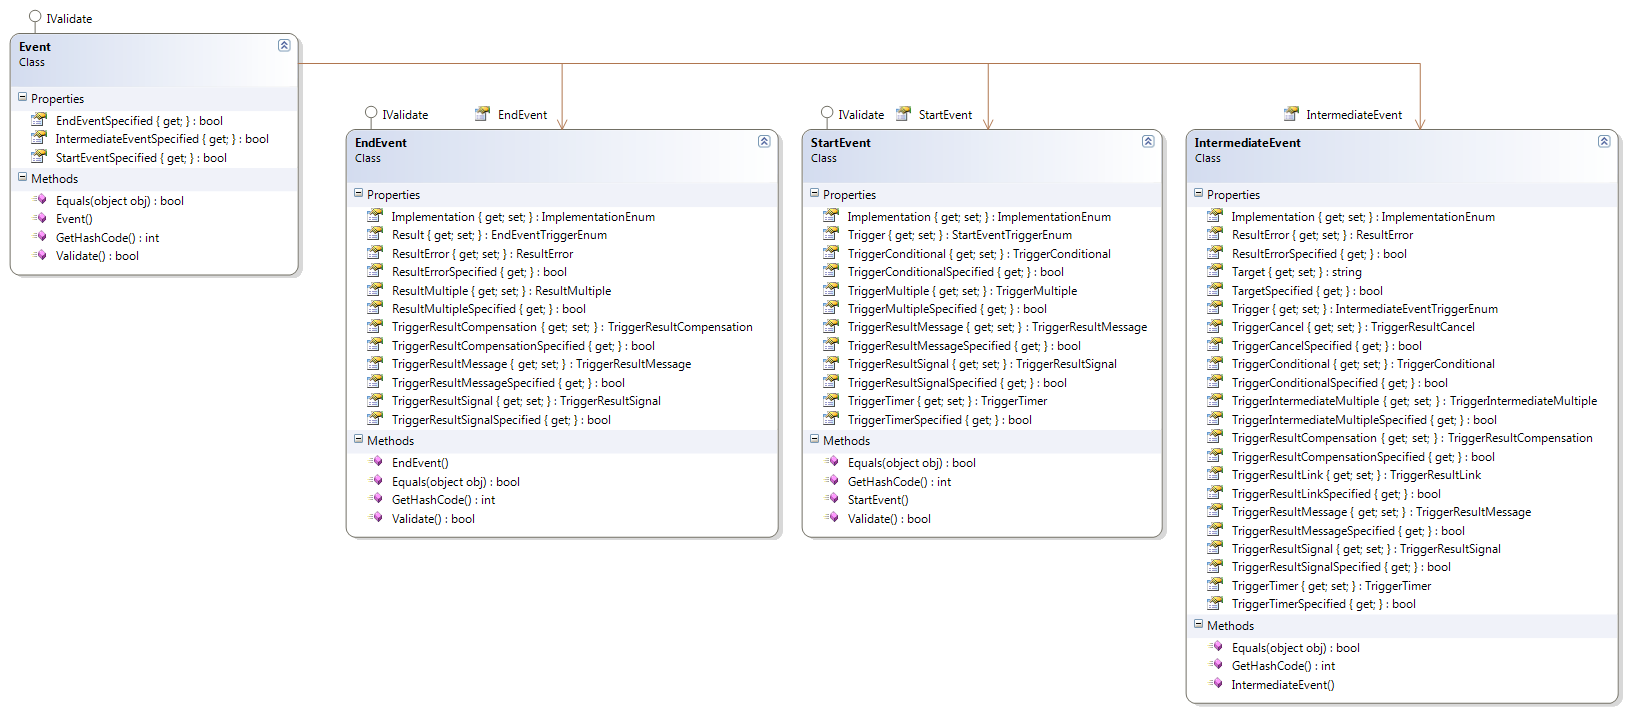 IValidate
Event
Class
Properties
EndEventSpecified { get; } : bool
IntermediateEventSpecified { get; } : bool
StartEventSpecified { get; } : bool
Methods
Equals(object obj) : bool
Event()
GetHashCode() : int
Validate() : bool
IValidate
EndEvent
EndEvent
Class
Properties
Implementation { get; set; } : ImplementationEnum
Result { get; set; } : EndEventTriggerEnum
ResultError { get; set; } : ResultError
ResultErrorSpecified { get; } : bool
ResultMultiple { get; set; } : ResultMultiple
ResultMultipleSpecified { get; } : bool
TriggerResultCompensation { get; set; } : TriggerResultCompensation
TriggerResultCompensationSpecified { get; } : bool
TriggerResultMessage { get; set; } : TriggerResultMessage
TriggerResultMessageSpecified { get; } : bool
TriggerResultSignal { get; set; } : TriggerResultSignal
TriggerResultSignalSpecified { get; } : bool
Methods
EndEvent()
Equals(object obj) : bool
GetHashCode() : int
Validate() : bool
IValidate
StartEvent
StartEvent
Class
Properties
Implementation { get; set; } : ImplementationEnum
Trigger { get; set; } : StartEventTriggerEnum
TriggerConditional { get; set; } : TriggerConditional
TriggerConditionalSpecified { get; } : bool
TriggerMultiple { get; set; } : TriggerMultiple
TriggerMultipleSpecified { get; } : bool
TriggerResultMessage { get; set; } : TriggerResultMessage
TriggerResultMessageSpecified { get; } : bool
TriggerResultSignal { get; set; } : TriggerResultSignal
TriggerResultSignalSpecified { get; } : bool
TriggerTimer { get; set; } : TriggerTimer
TriggerTimerSpecified { get; } : bool
Methods
Equals(object obj) : bool
GetHashCode() : int
StartEvent()
Validate() : bool
IntermediateEvent
IntermediateEvent
Class
Properties
Implementation { get; set; } : ImplementationEnum
ResultError { get; set; } : ResultError
ResultErrorSpecified { get; } : bool
Target { get; set; } : string
TargetSpecified { get; } : bool
Trigger { get; set; } : IntermediateEventTriggerEnum
TriggerCancel { get; set; } : TriggerResultCancel
TriggerCancelSpecified { get; } : bool
TriggerConditional { get; set; } : TriggerConditional
TriggerConditionalSpecified { get; } : bool
TriggerIntermediateMultiple { get; set; } : TriggerIntermediateMultiple
TriggerIntermediateMultipleSpecified { get; } : bool
TriggerResultCompensation { get; set; } : TriggerResultCompensation
TriggerResultCompensationSpecified { get; } : bool
TriggerResultLink { get; set; } : TriggerResultLink
TriggerResultLinkSpecified { get; } : bool
TriggerResultMessage { get; set; } : TriggerResultMessage
TriggerResultMessageSpecified { get; } : bool
TriggerResultSignal { get; set; } : TriggerResultSignal
TriggerResultSignalSpecified { get; } : bool
TriggerTimer { get; set; } : TriggerTimer
TriggerTimerSpecified { get; } : bool
Methods
Equals(object obj) : bool
GetHashCode() : int
IntermediateEvent()